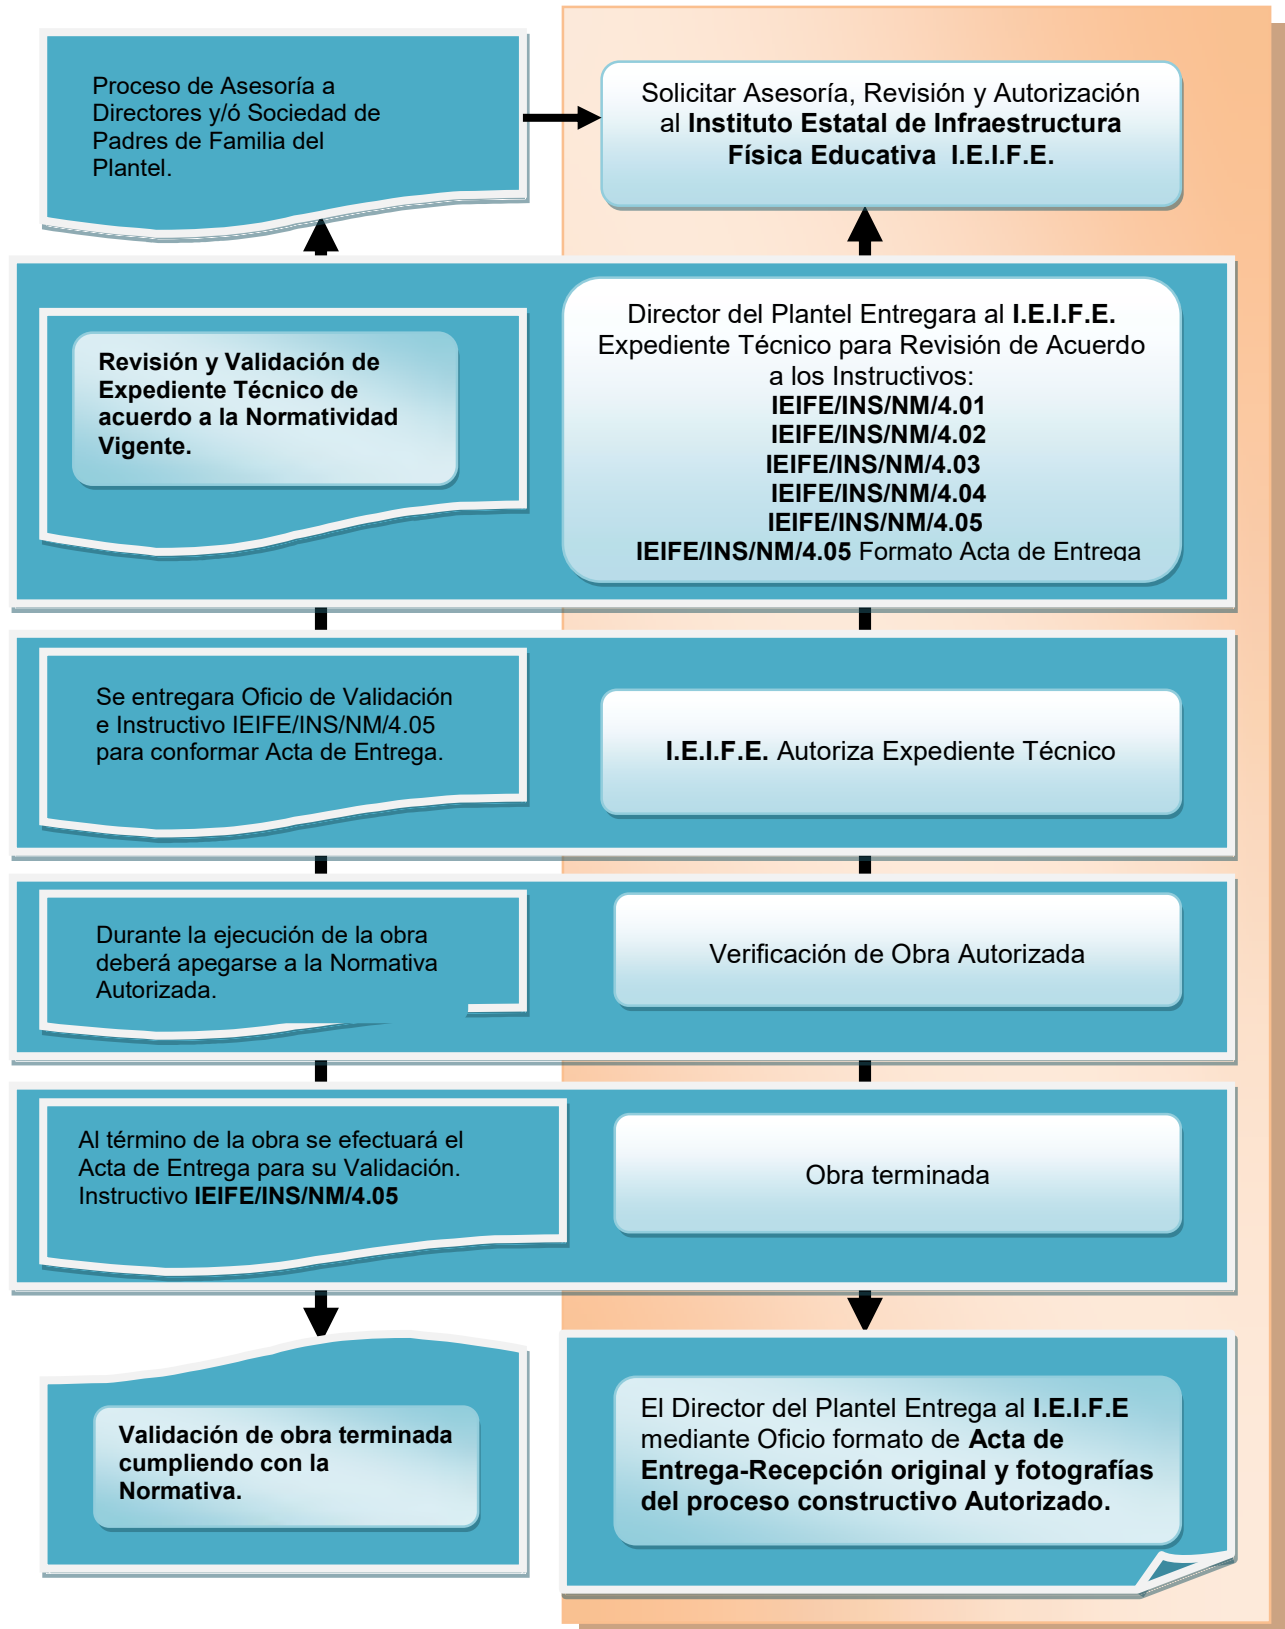 Proceso de Asesoría a
Directores y/ó Sociedad de
Padres de Familia del
Plantel.
Solicitar Asesoría, Revisión y Autorización
al Instituto Estatal de Infraestructura
Física Educativa I.E.I.F.E.
Revisión y Validación de
Expediente Técnico de
acuerdo a la Normatividad
Vigente.
Director del Plantel Entregara al I.E.I.F.E.
Expediente Técnico para Revisión de Acuerdo
a los Instructivos:
IEIFE/INS/NM/4.01
IEIFE/INS/NM/4.02
IEIFE/INS/NM/4.03
IEIFE/INS/NM/4.04
IEIFE/INS/NM/4.05
IEIFE/INS/NM/4.05 Formato Acta de Entrega
Se entregara Oficio de Validación
e Instructivo IEIFE/INS/NM/4.05
para conformar Acta de Entrega.
I.E.I.F.E. Autoriza Expediente Técnico
Durante la ejecución de la obra
deberá apegarse a la Normativa
Autorizada.
Verificación de Obra Autorizada
Al término de la obra se efectuará el
Acta de Entrega para su Validación.
Instructivo IEIFE/INS/NM/4.05
Obra terminada
Validación de obra terminada
cumpliendo con la
Normativa.
El Director del Plantel Entrega al I.E.I.F.E
mediante Oficio formato de Acta de
Entrega-Recepción original y fotografías
del proceso constructivo Autorizado.